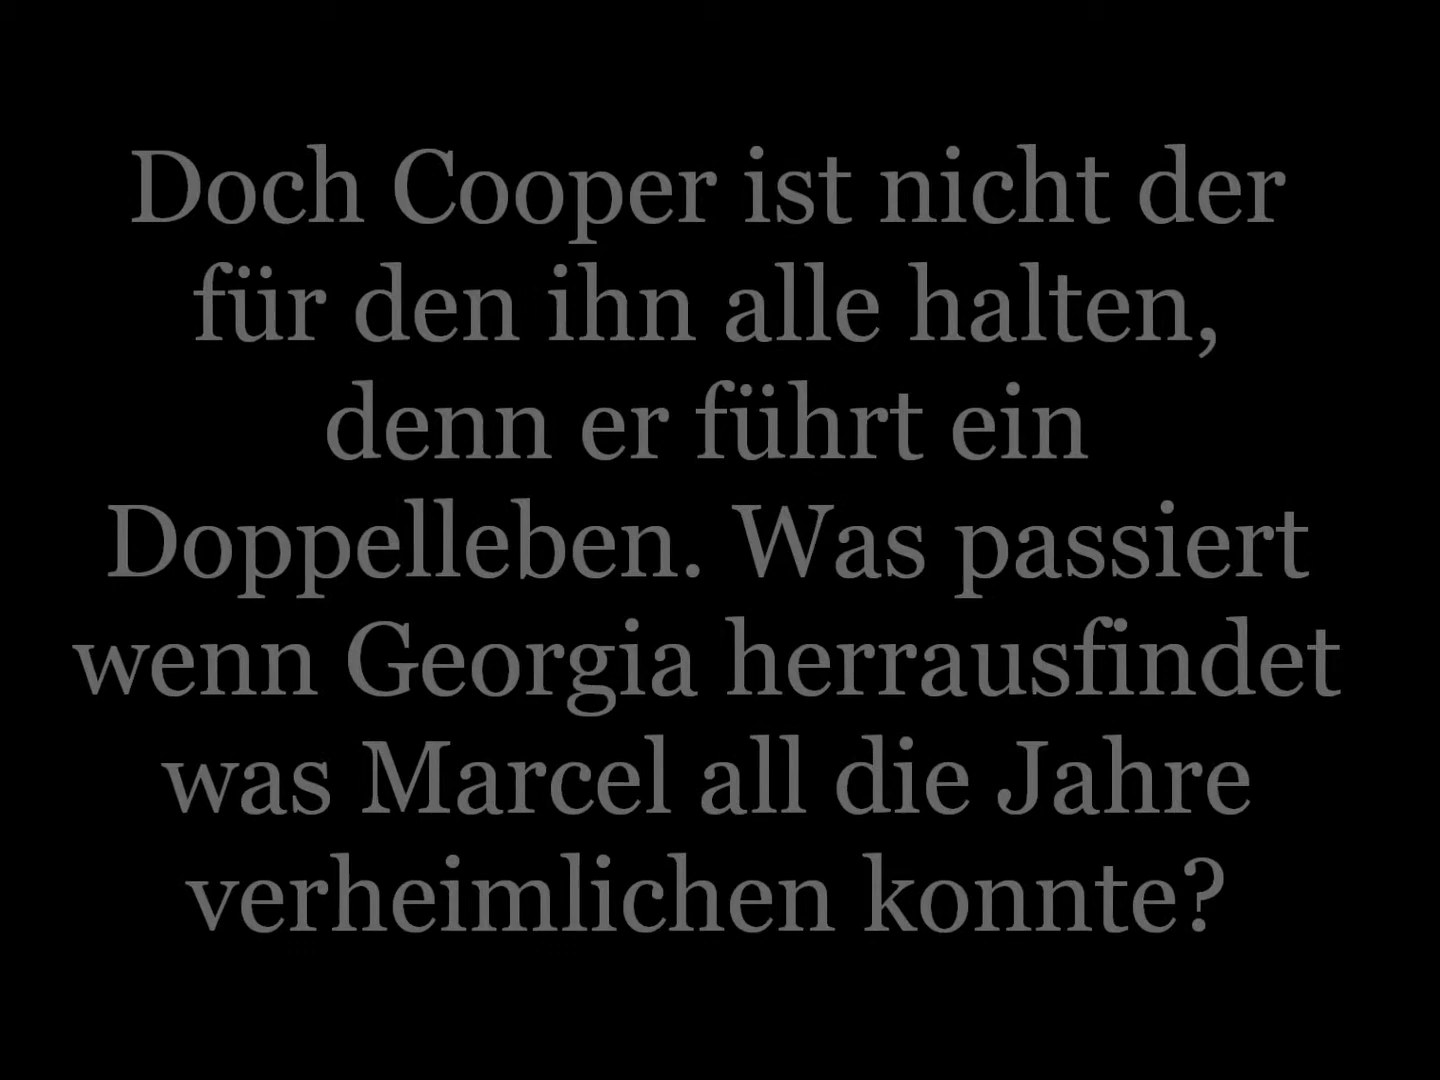 Doch Cooper ist nicht der
für den ihn alle halten,
denn er führt ein
Doppelleben. Was passiert
wenn Georgia herrausfindet
was Marcel all die Jahre
verheimlichen konnte?